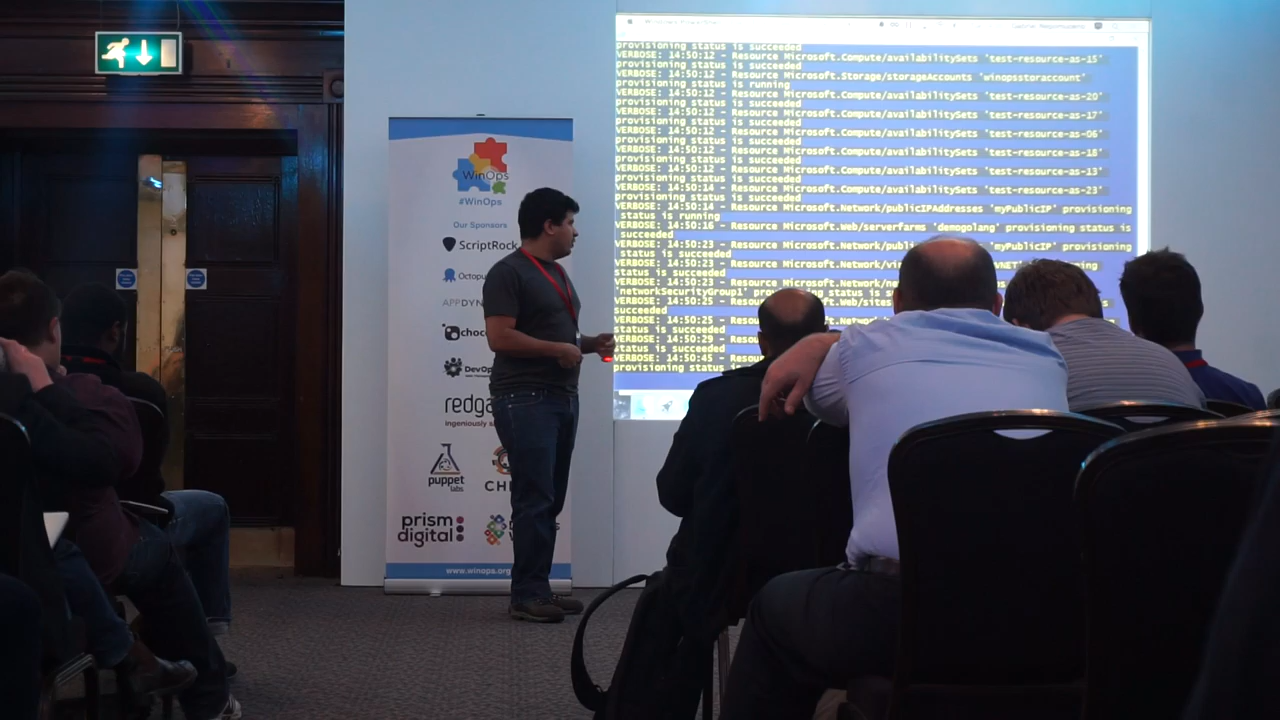 WinOps
#WinOps
Our Sponsors
ScriptRock
APPDYN
redga
ingeniously s
puppet
labs
prism
digital
www.winops.org
provisioning status is succeeded
VERBOSE: 14:50:12 - Resource Microsoft.Compute/availabilitySets 'test-resource-as-15'
provisioning status is succeeded
VERBOSE: 14:50:12 - Resource Microsoft.Storage/storageAccounts 'winopsstoraccount'
provisioning status is running
VERBOSE: 14:50:12 - Resource Microsoft.Compute/availabilitySets 'test-resource-as-20'
provisioning status is succeeded
VERBOSE: 14:50:12 - Resource Microsoft.Compute/availabilitySets 'test-resource-as-17'
provisioning status is succeeded
VERBOSE: 14:50:12 - Resource Microsoft.Compute/availabilitySets 'test-resource-as-06'
provisioning status is succeeded
VERBOSE: 14:50:12 - Resource Microsoft.Compute/availabilitySets 'test-resource-as-18'
provisioning status is succeeded
VERBOSE: 14:50:12 - Resource Microsoft.Compute/availabilitySets 'test-resource-as-13'
provisioning status is succeeded
VERBOSE: 14:50:14 - Resource Microsoft.Compute/availabilitySets 'test-resource-as-23'
provisioning status is succeeded
VERBOSE: 14:50:14 - Resource Microsoft.Network/publicIPAddresses 'myPublicIP' provisioning
status is running
VERBOSE: 14:50:16 - Resource Microsoft.Web/serverfarms 'demogolang' provisioning status is
succeeded
VERBOSE: 14:50:23 - Resource Microsoft.Network/publ 'myPublicIP' provisioning
status is succeeded
VERBOSE: 14:50:23 - Resource Microsoft.Network/vi
status is succeeded
VERBOSE: 14:50:23 - Resource Microsoft.Network/ne
'networkSecurityGroup1' status is
VERBOSE: 14:50:25 - Resource Microsoft.Web/sites
succeeded
VERBOSE: 14:50:25 - Resou
status is succeeded
VERBOSE: 14:50:29 - Resou
status is succeeded
VERBOSE: 14:50:45 - Resou
provisioning status is